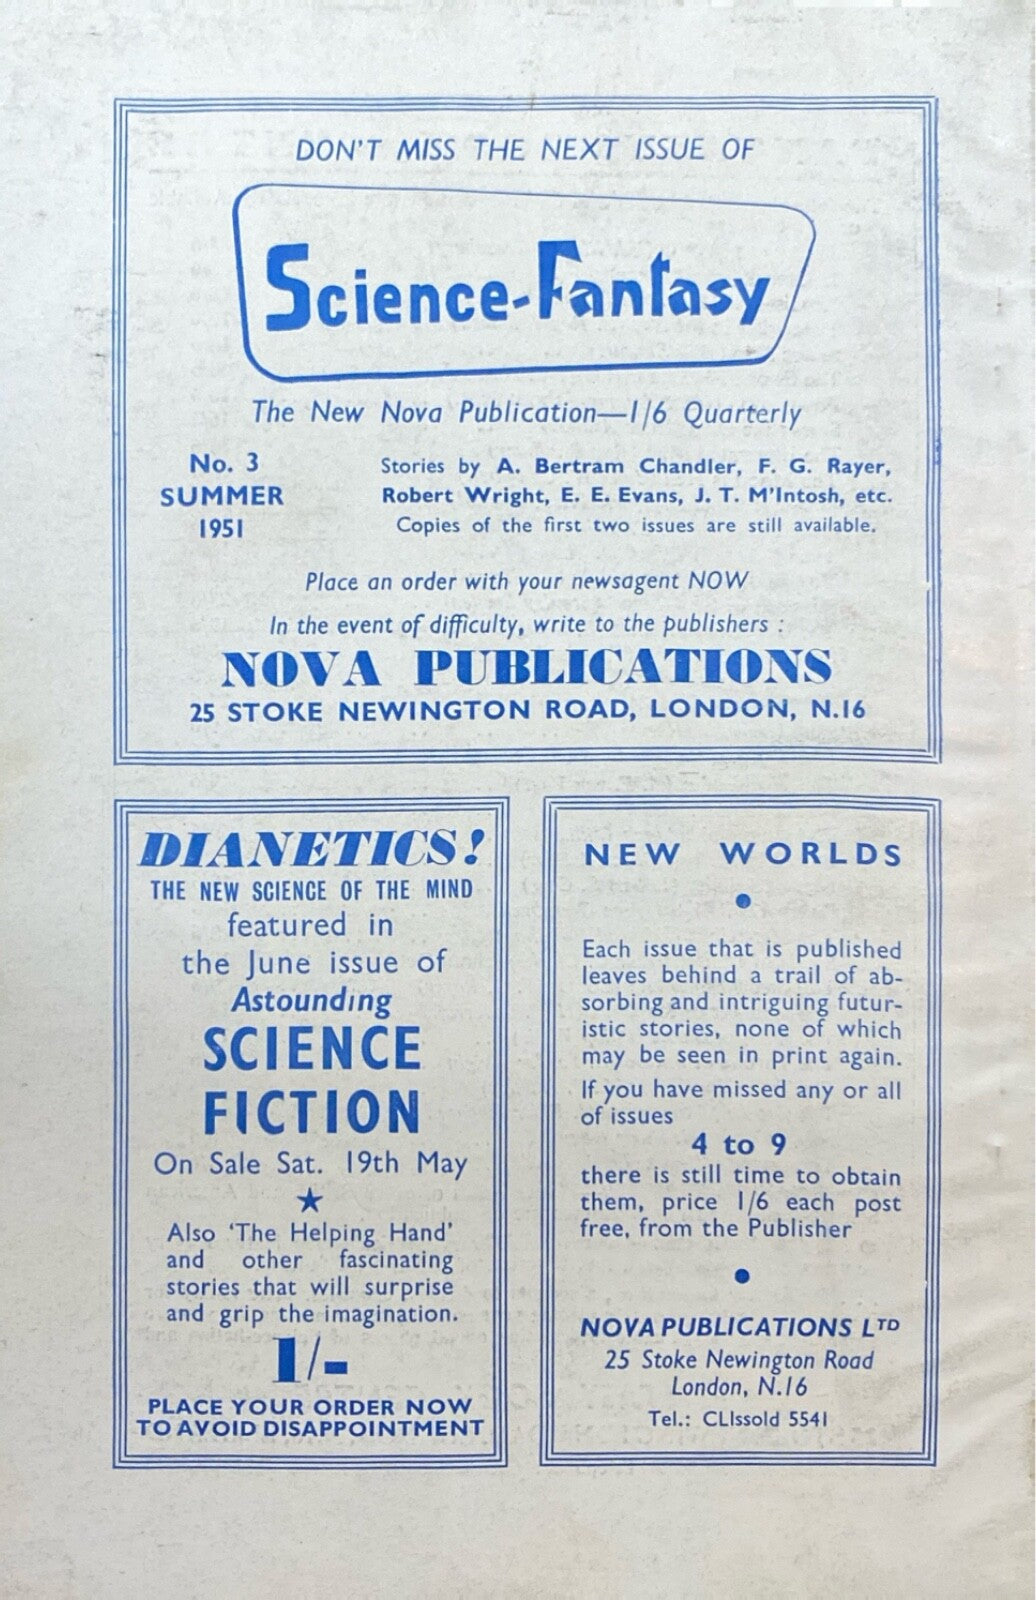 DON'T MISS THE NEXT ISSUE OF
Science-Fantasy
The New Nova Publication—1/6 Quarterly
No. 3
SUMMER
1951
Stories by A. Bertram Chandler, F. G. Rayer,
Robert Wright, E. E. Evans, J. T. M'Intosh, etc.
Copies of the first two issues are still available.
Place an order with your newsagent NOW
In the event of difficulty, write to the publishers :
NOVA PUBLICATIONS
25 STOKE NEWINGTON ROAD, LONDON, N.16
DIANETICS!
THE NEW SCIENCE OF THE MIND
featured in
the June issue of
Astounding
SCIENCE
FICTION
On Sale Sat. 19th May
Also 'The Helping Hand'
and other fascinating
stories that will surprise
and grip the imagination.
1/-
PLACE YOUR ORDER NOW
TO AVOID DISAPPOINTMENT
NEW WORLDS
Each issue that is published
leaves behind a trail of ab-
sorbing and intriguing futur-
istic stories, none of which
may be seen in print again.
If you have missed any or all
of issues
4 to 9
there is still time to obtain
them, price 1/6 each post
free, from the Publisher
NOVA PUBLICATIONS LTD
25 Stoke Newington Road
London, N.16
Tel.: CLIssold 5541